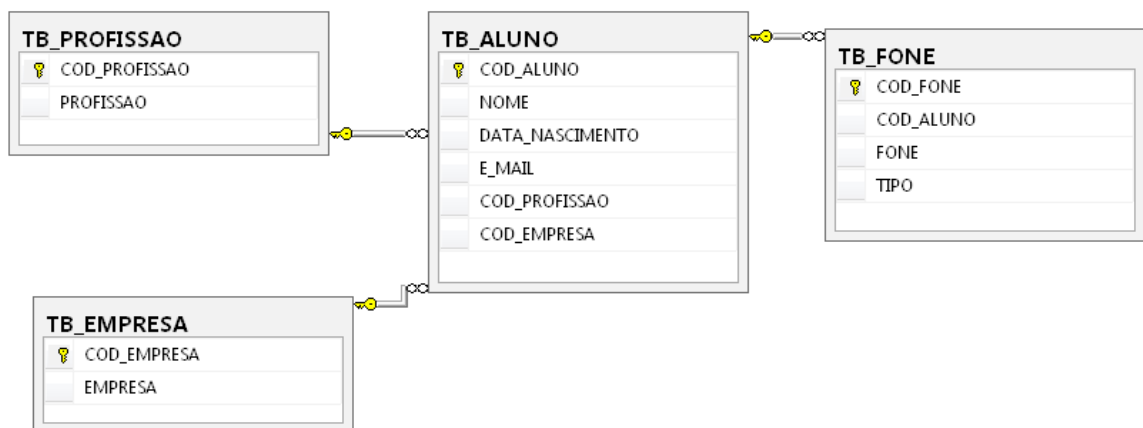 TB_PROFISSAO
COD_PROFISSAO
PROFISSAO
TB_ALUNO
COD_ALUNO
NOME
DATA_NASCIMENTO
E_MAIL
COD_PROFISSAO
COD_EMPRESA
TB_FONE
COD_FONE
COD_ALUNO
FONE
TIPO
TB_EMPRESA
COD_EMPRESA
EMPRESA